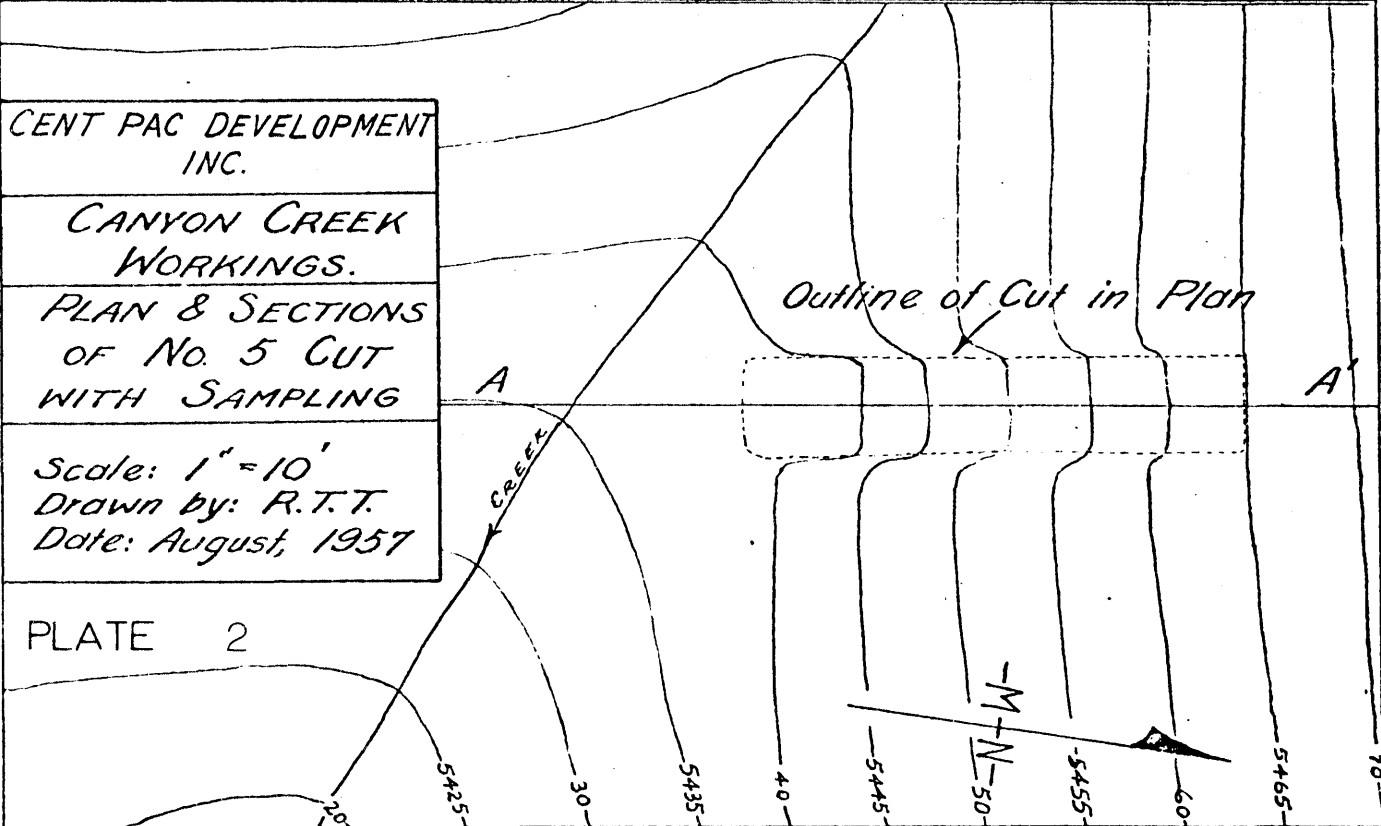 CENT PAC DEVELOPMENT
INC.
CANYON CREEK
WORKINGS.
PLAN & SECTIONS
OF NO. 5 CUT
WITH SAMPLING
Scale: 1" = 10'
Drawn by: R.T.T.
Date: August, 1957
PLATE 2
Outline of Cut in Plan
A
A'
CREEK
-M-N-
20
5425
30
5435
40
5445
50
5455
60
5465
70